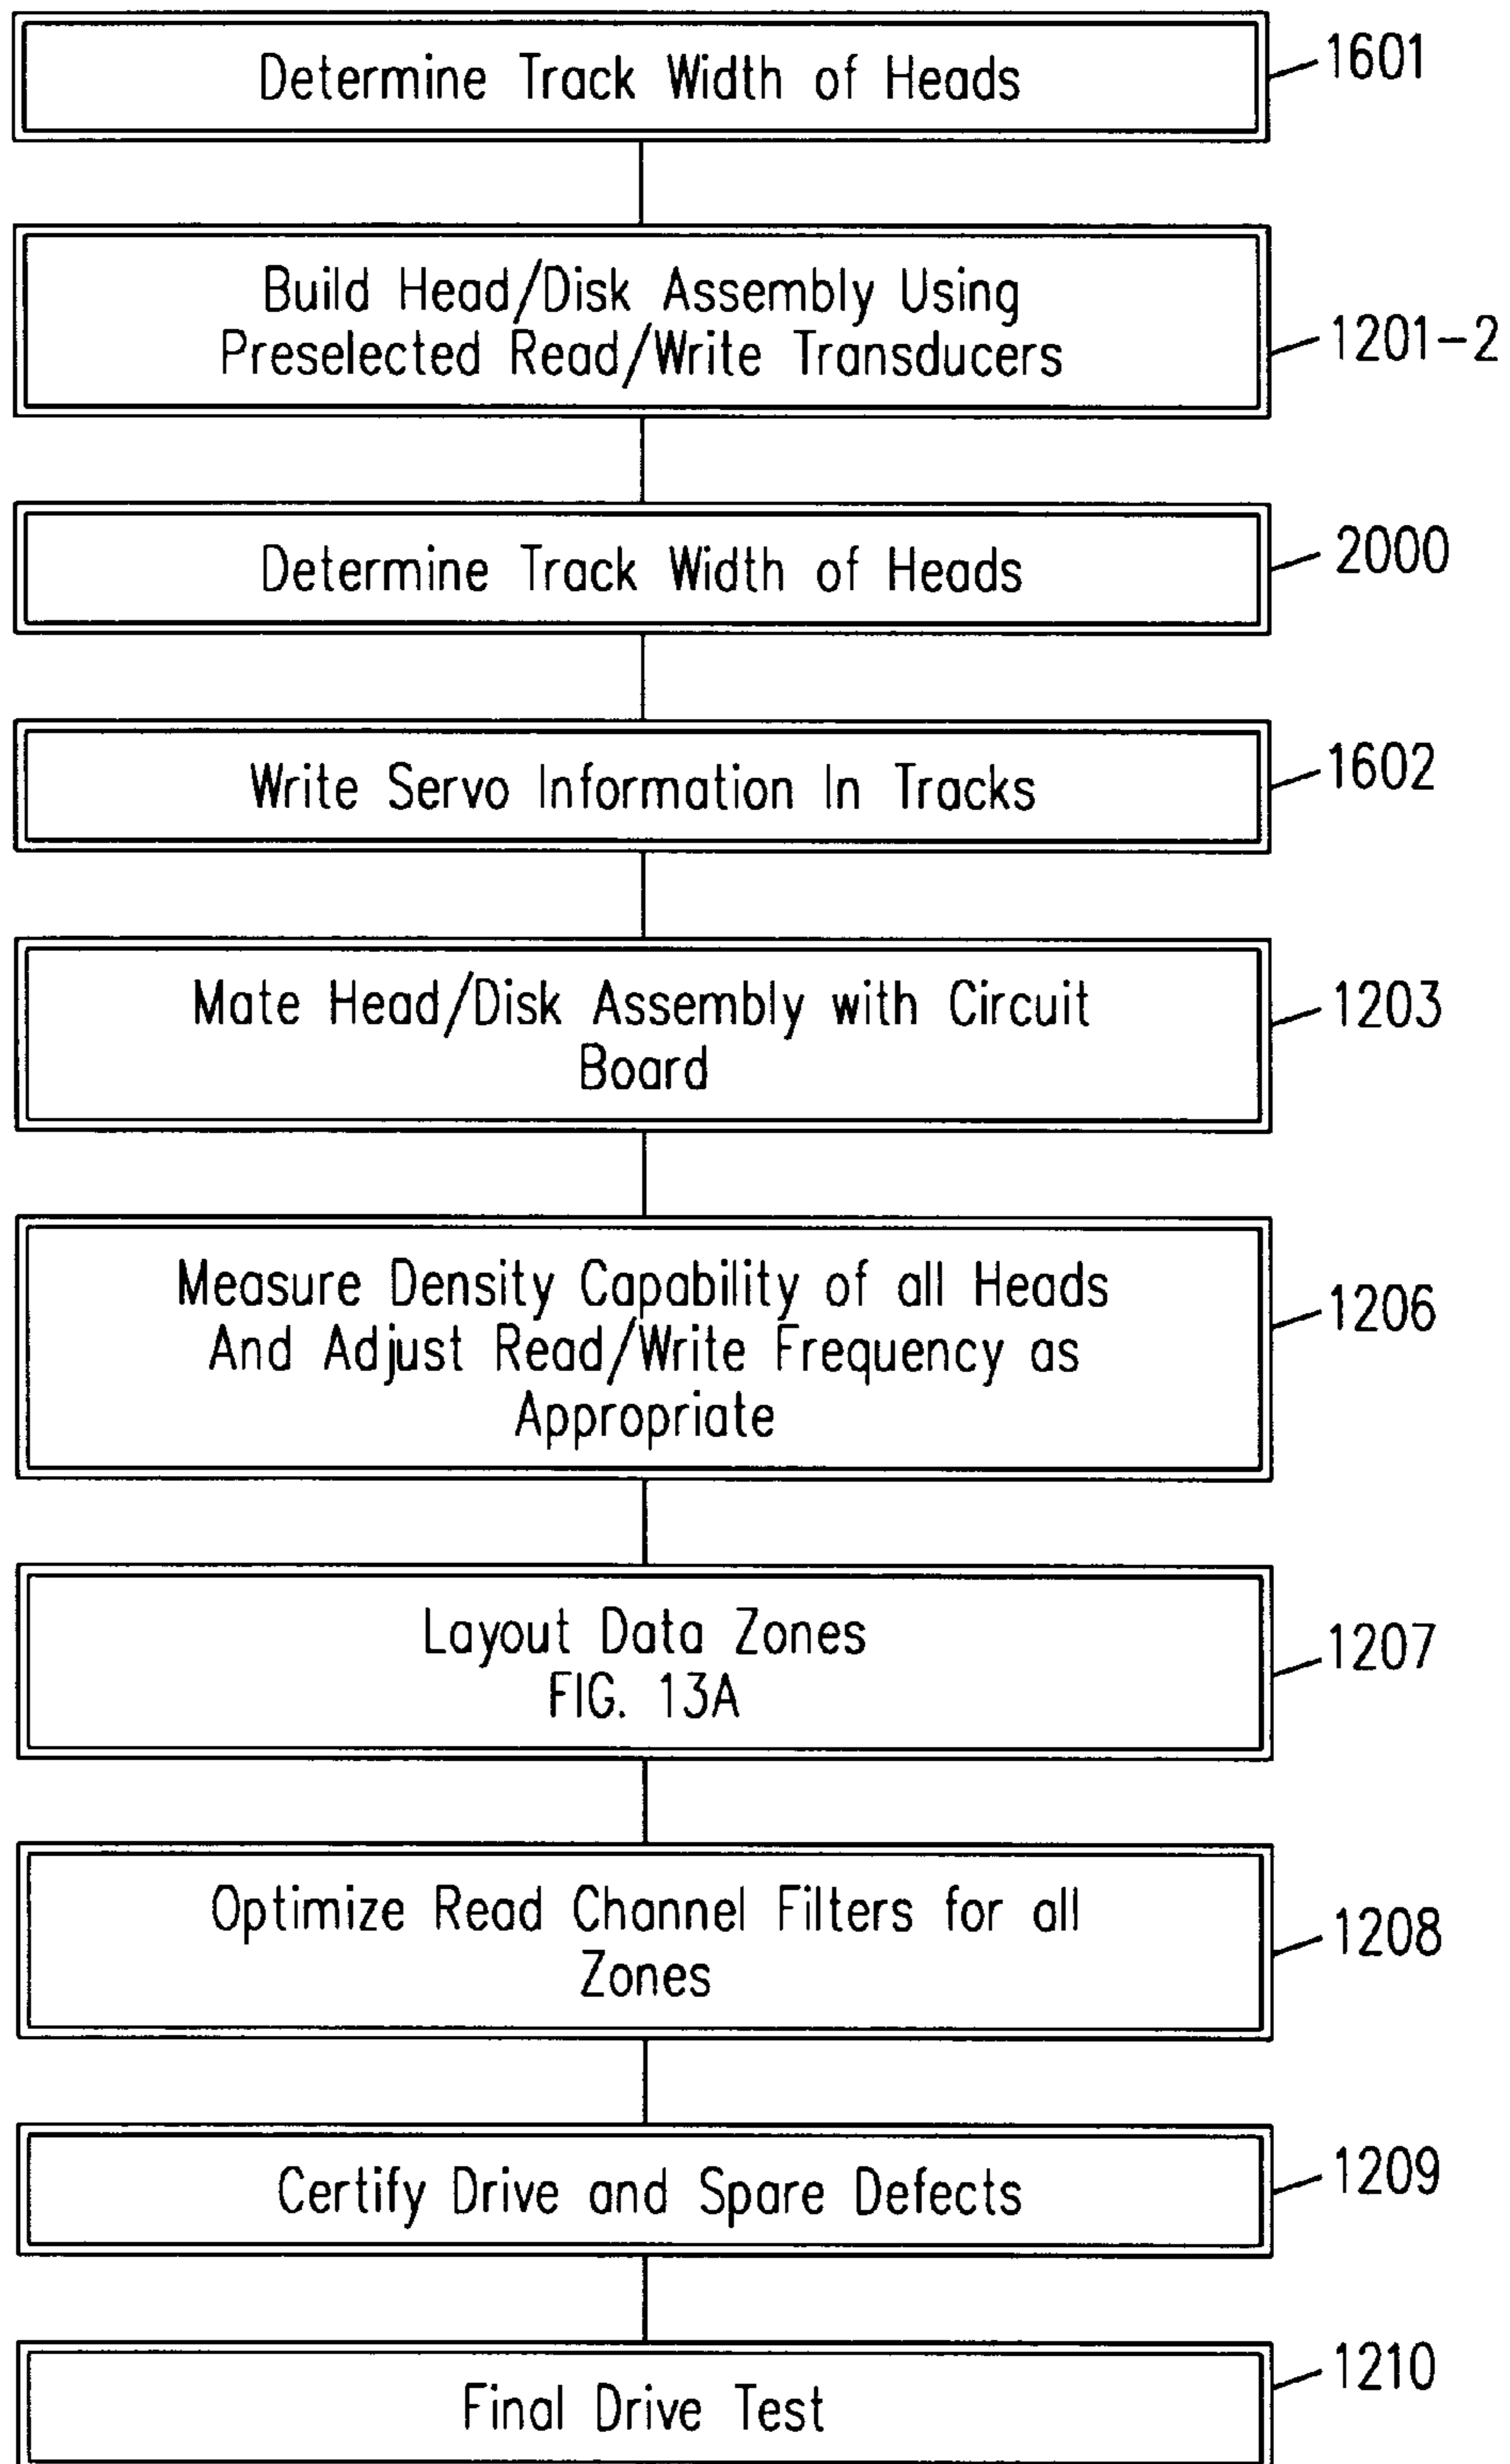 Determine Track Width of Heads
1601
Build Head/Disk Assembly Using
Preselected Read/Write Transducers
1201-2
Determine Track Width of Heads
2000
Write Servo Information In Tracks
1602
Mate Head/Disk Assembly with Circuit
Board
1203
Measure Density Capability of all Heads
And Adjust Read/Write Frequency as
Appropriate
1206
Layout Data Zones
FIG. 13A
1207
Optimize Read Channel Filters for all
Zones
1208
Certify Drive and Spare Defects
1209
Final Drive Test
1210